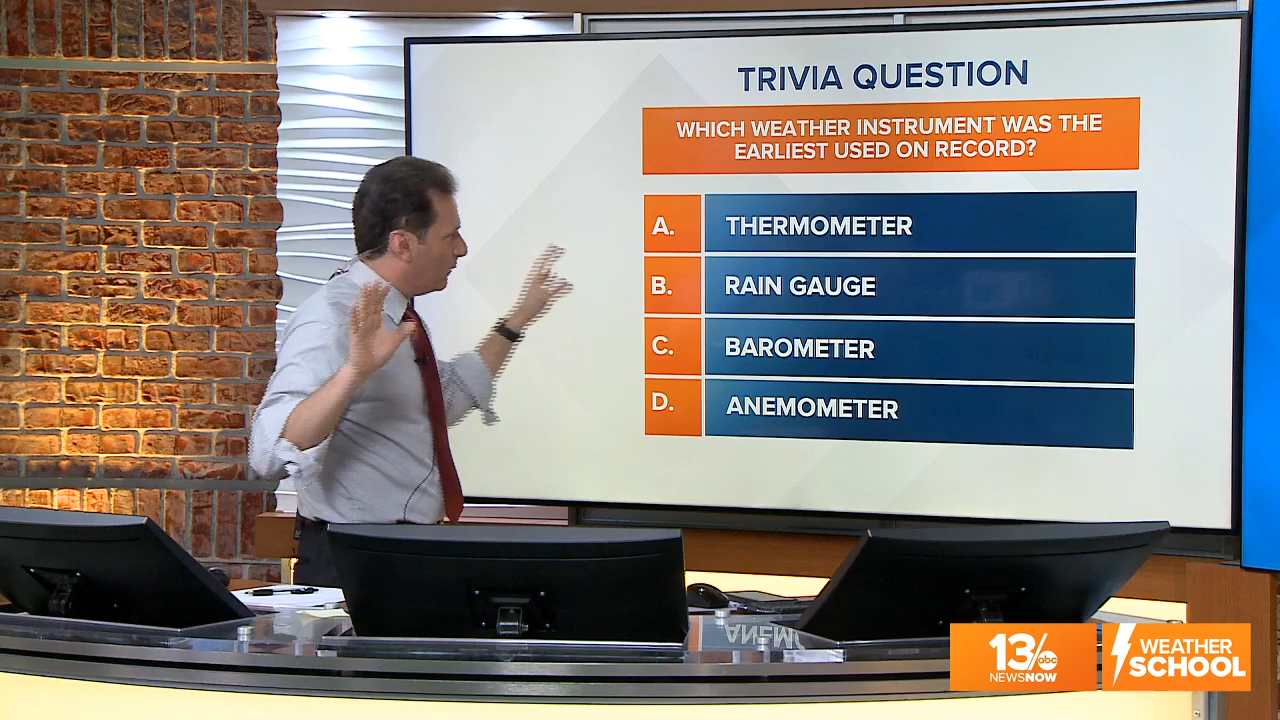 TRIVIA QUESTION
WHICH WEATHER INSTRUMENT WAS THE
EARLIEST USED ON RECORD?
A. THERMOMETER
B. RAIN GAUGE
C. BAROMETER
D. ANEMOMETER
ANEM
13 abc
NEWSNOW
WEATHER
SCHOOL